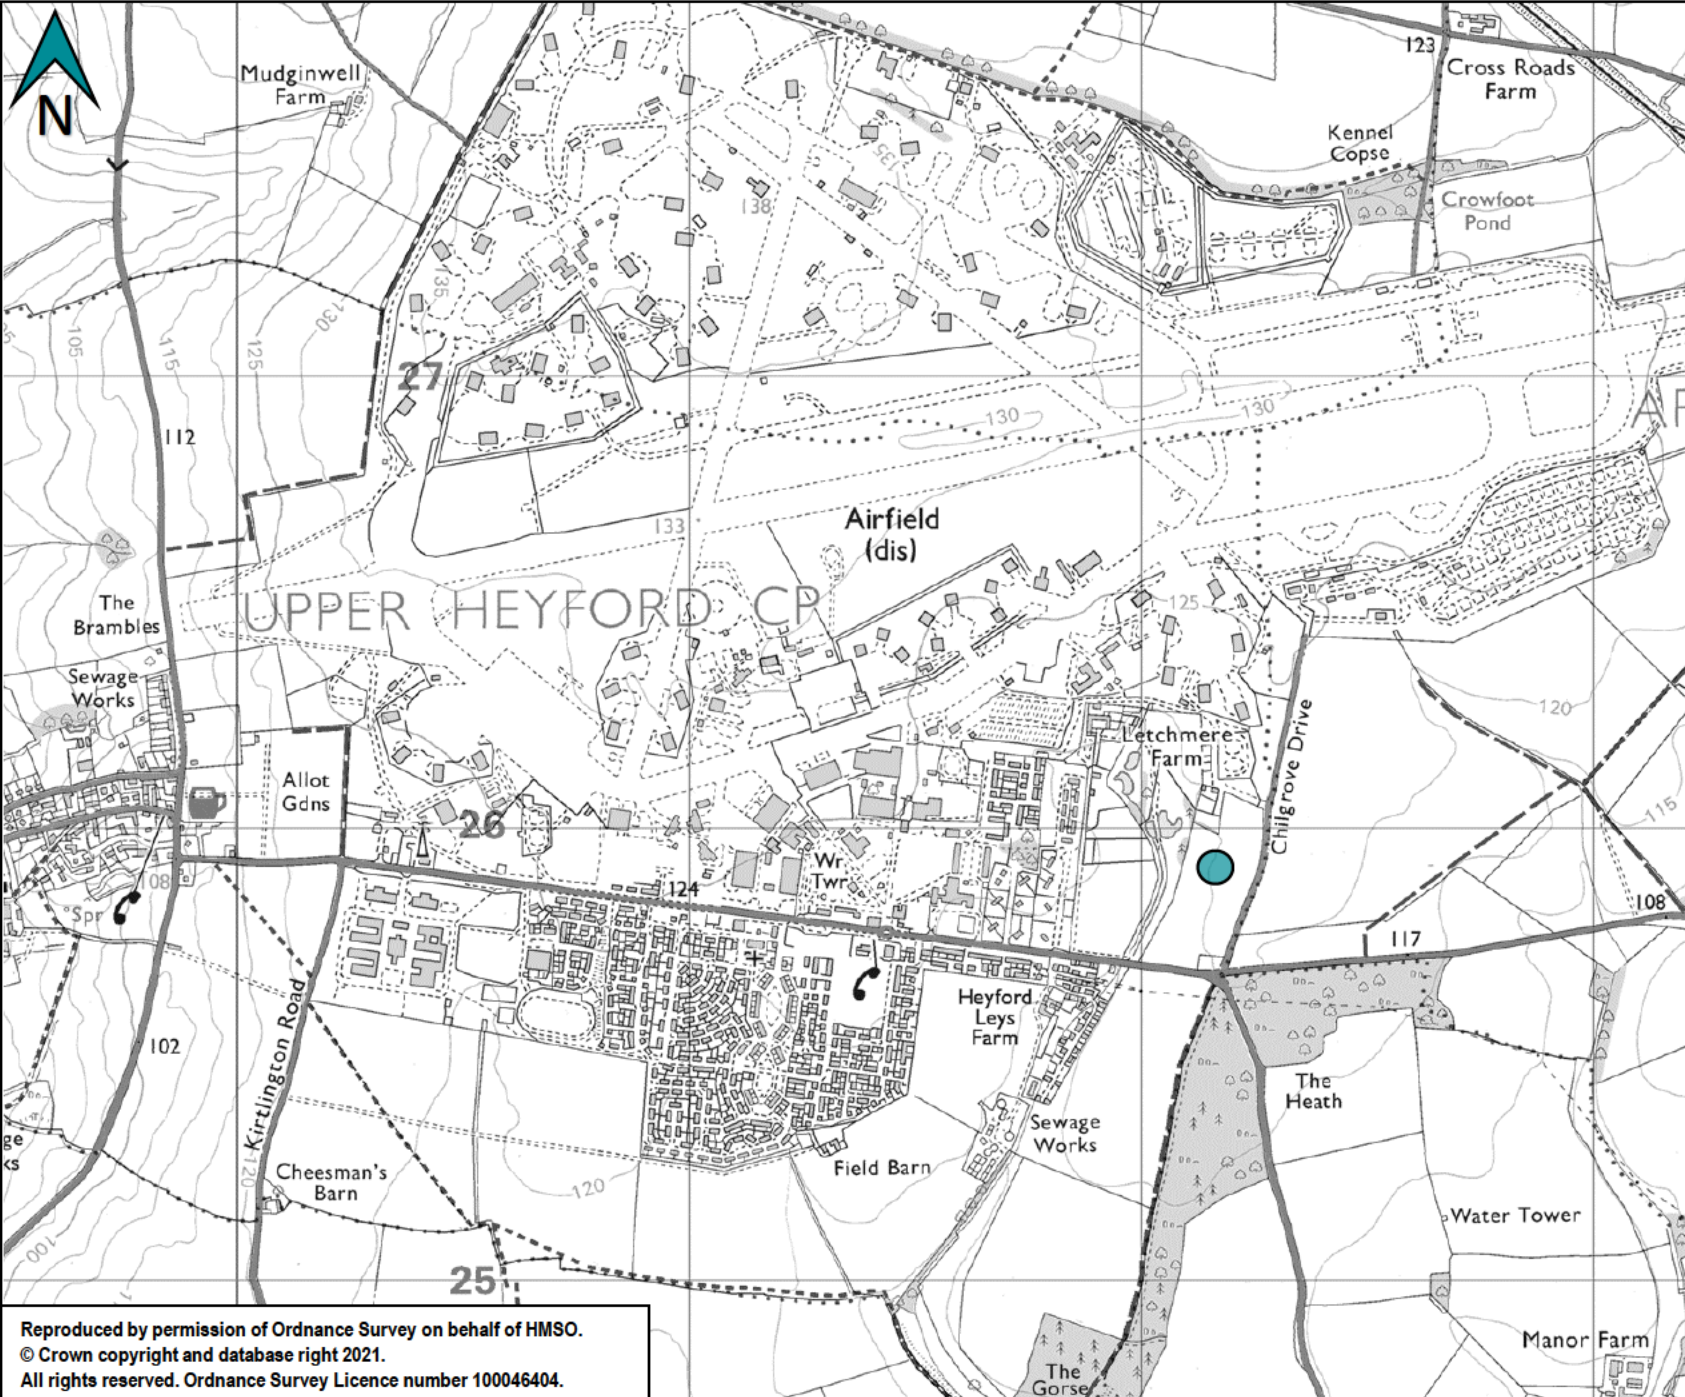 N
Mudginwell
Farm
123
Cross Roads
Farm
Kennel
Copse
Crowfoot
Pond
138
135
135
130
105
115
125
27
112
130
130
133
Airfield
(dis)
UPPER HEYFORD CP
The
Brambles
125
Sewage
Works
120
Letchmere
Farm
Chilgrove Drive
Allot
Gdns
115
26
Wr
Twr
124
108
108
Spr
117
Heyford
Leys
Farm
102
Kirtlington Road
The
Heath
Sewage
Works
Cheesman's
Barn
120
Field Barn
120
Water Tower
100
25
Manor Farm
The
Gorse
Reproduced by permission of Ordnance Survey on behalf of HMSO.
© Crown copyright and database right 2021.
All rights reserved. Ordnance Survey Licence number 100046404.